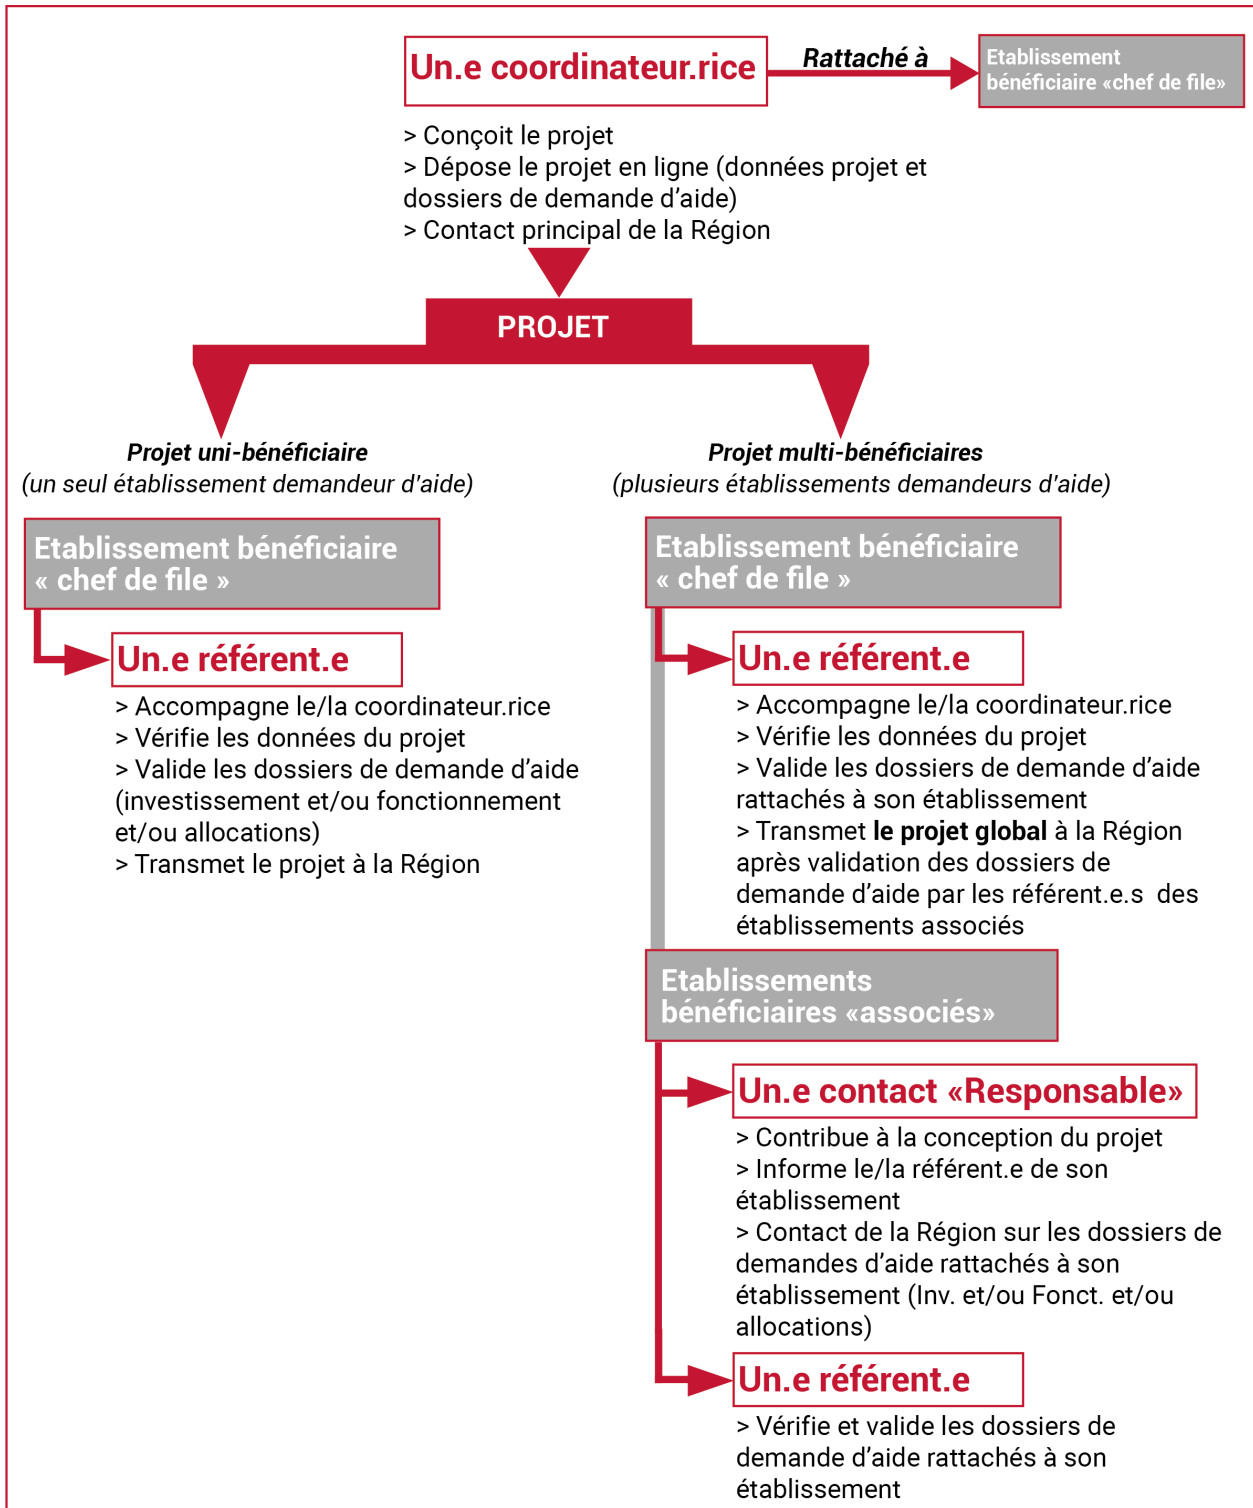 Un.e coordinateur.rice
Rattaché à
Etablissement
bénéficiaire «chef de file»
> Conçoit le projet
> Dépose le projet en ligne (données projet et
dossiers de demande d'aide)
> Contact principal de la Région
PROJET
Projet uni-bénéficiaire
(un seul établissement demandeur d'aide)
Etablissement bénéficiaire
« chef de file »
Un.e référent.e
> Accompagne le/la coordinateur.rice
> Vérifie les données du projet
> Valide les dossiers de demande d'aide
(investissement et/ou fonctionnement
et/ou allocations)
> Transmet le projet à la Région
Projet multi-bénéficiaires
(plusieurs établissements demandeurs d'aide)
Etablissement bénéficiaire
« chef de file »
Un.e référent.e
> Accompagne le/la coordinateur.rice
> Vérifie les données du projet
> Valide les dossiers de demande d'aide
rattachés à son établissement
> Transmet le projet global à la Région
après validation des dossiers de
demande d'aide par les référent.e.s des
établissements associés
Etablissements
bénéficiaires «associés»
Un.e contact «Responsable»
> Contribue à la conception du projet
> Informe le/la référent.e de son
établissement
> Contact de la Région sur les dossiers de
demandes d'aide rattachés à son
établissement (Inv. et/ou Fonct. et/ou
allocations)
Un.e référent.e
> Vérifie et valide les dossiers de
demande d'aide rattachés à son
établissement